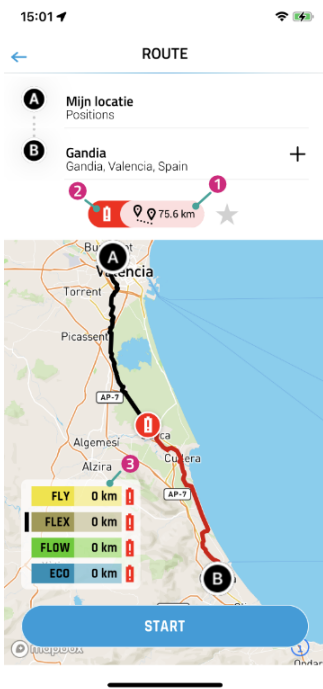 15:01
ROUTE
A
Mijn locatie
Positions
B
Gandia
Gandia, Valencia, Spain
2
1
75.6 km
A
Valencia
Torrent
Picassent
AP-7
Algemesí
Alzira
Cullera
3
AP-7
FLY 0 km
FLEX 0 km
FLOW 0 km
ECO 0 km
B
START
mapbox